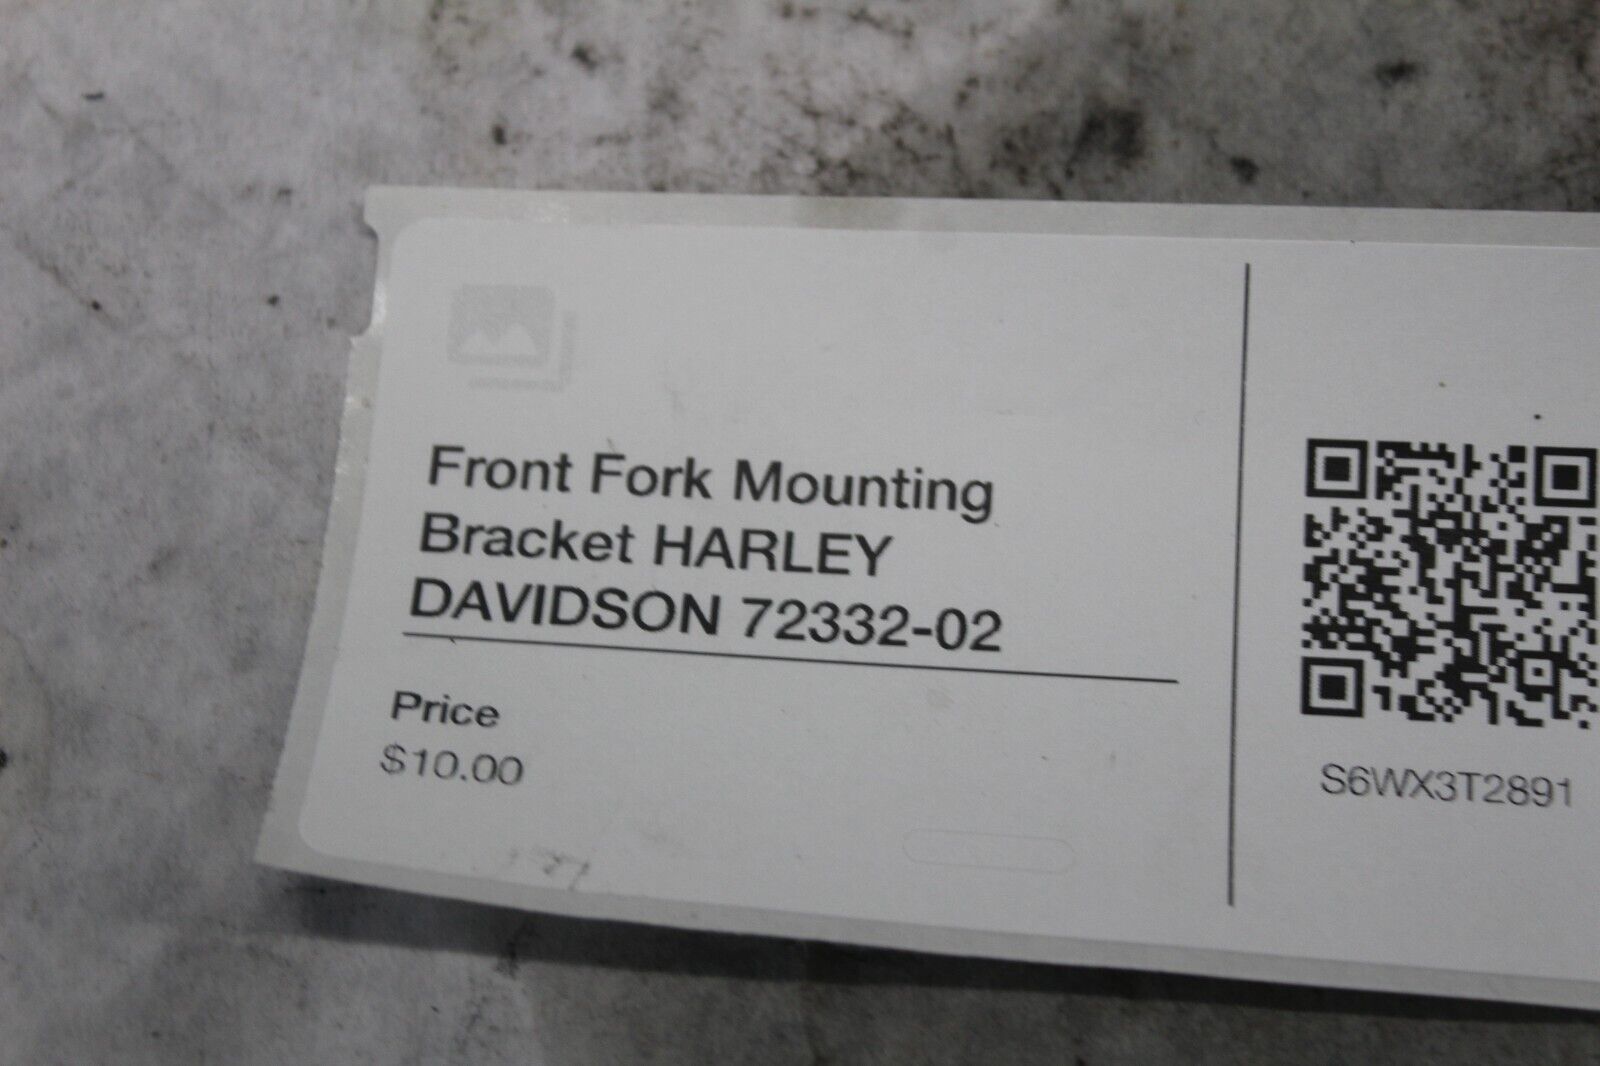 Front Fork Mounting
Bracket HARLEY
DAVIDSON 72332-02
Price
$10.00
S6WX3T2891